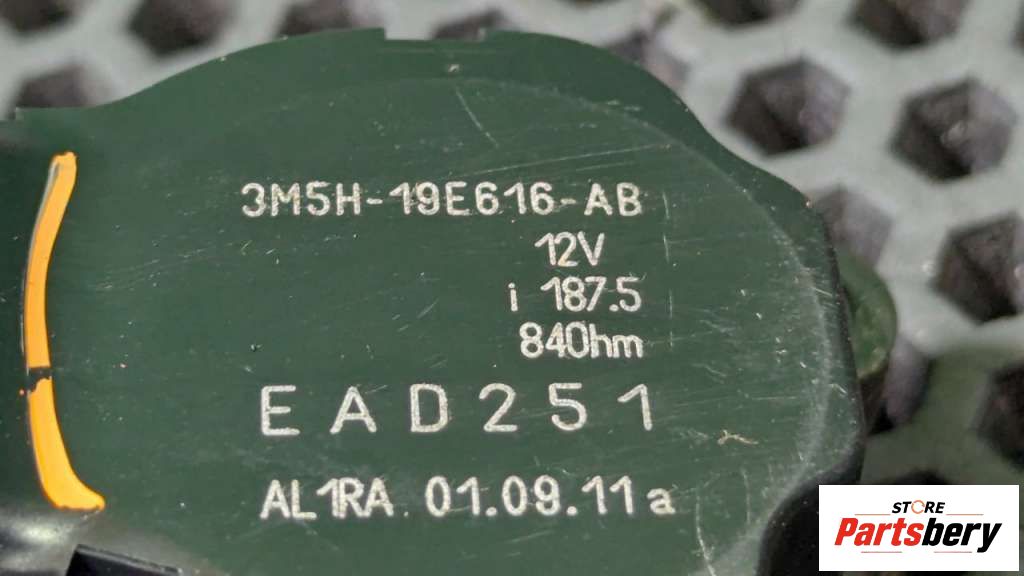 3M5H-19E616-AB
12V
i 187.5
840hm
EAD251
AL1RA 01.09.11a
STORE
Partsbery